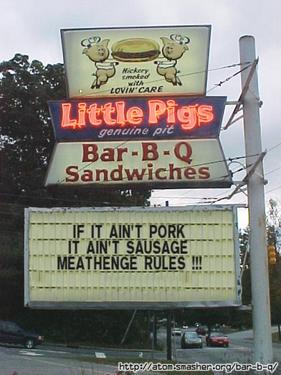 Hickory
smoked
with
LOVIN' CARE
LITTLE PIGS
genuine pit
Bar-B-Q
Sandwiches
IF IT AIN'T PORK
IT AIN'T SAUSAGE
MEATHENGE RULES !!!
http://atom.smasher.org/bar-b-q/